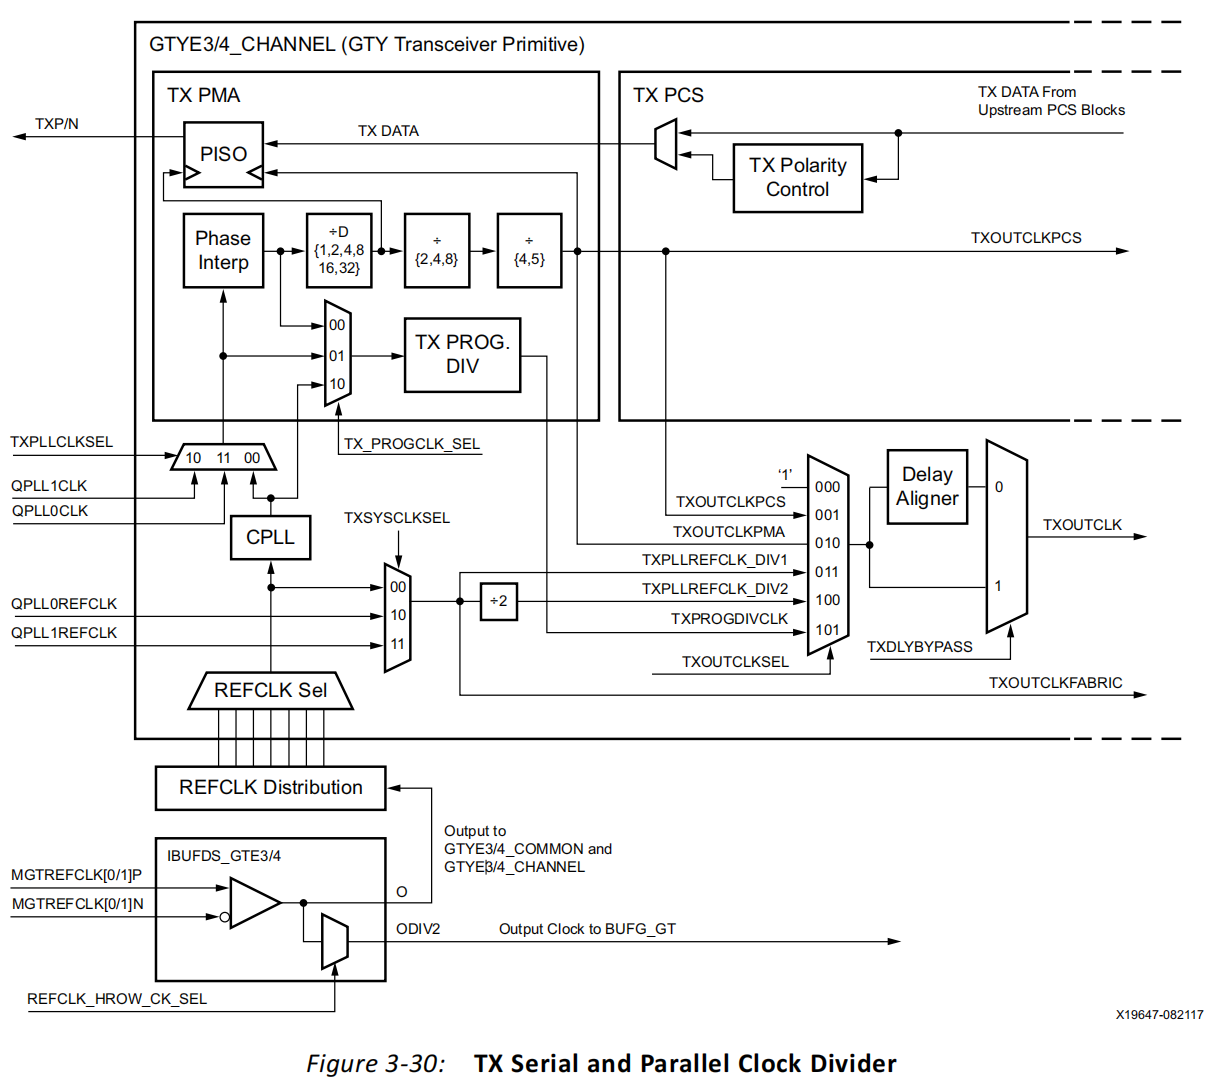 GTYE3/4_CHANNEL (GTY Transceiver Primitive)
TX PMA
TX PCS
TX DATA From
Upstream PCS Blocks
TXP/N
TX DATA
PISO
TX Polarity
Control
Phase
Interp
÷D
{1,2,4,8
16,32}
÷
{2,4,8}
÷
{4,5}
TXOUTCLKPCS
00
01
10
TX PROG.
DIV
TX_PROGCLK_SEL
TXPLLCLKSEL
10 11 00
QPLL1CLK
QPLL0CLK
CPLL
TXSYSCLKSEL
00
10
11
QPLL0REFCLK
QPLL1REFCLK
÷2
REFCLK Sel
'1'
TXOUTCLKPCS
TXOUTCLKPMA
TXPLLREFCLK_DIV1
TXPLLREFCLK_DIV2
TXPROGDIVCLK
000
001
010
011
100
101
TXOUTCLKSEL
Delay
Aligner
0
1
TXOUTCLK
TXDLYBYPASS
TXOUTCLKFABRIC
REFCLK Distribution
Output to
GTYE3/4_COMMON and
GTYE3/4_CHANNEL
IBUFDS_GTE3/4
MGTREFCLK[0/1]P
MGTREFCLK[0/1]N
O
ODIV2
Output Clock to BUFG_GT
REFCLK_HROW_CK_SEL
X19647-082117
Figure 3-30: TX Serial and Parallel Clock Divider